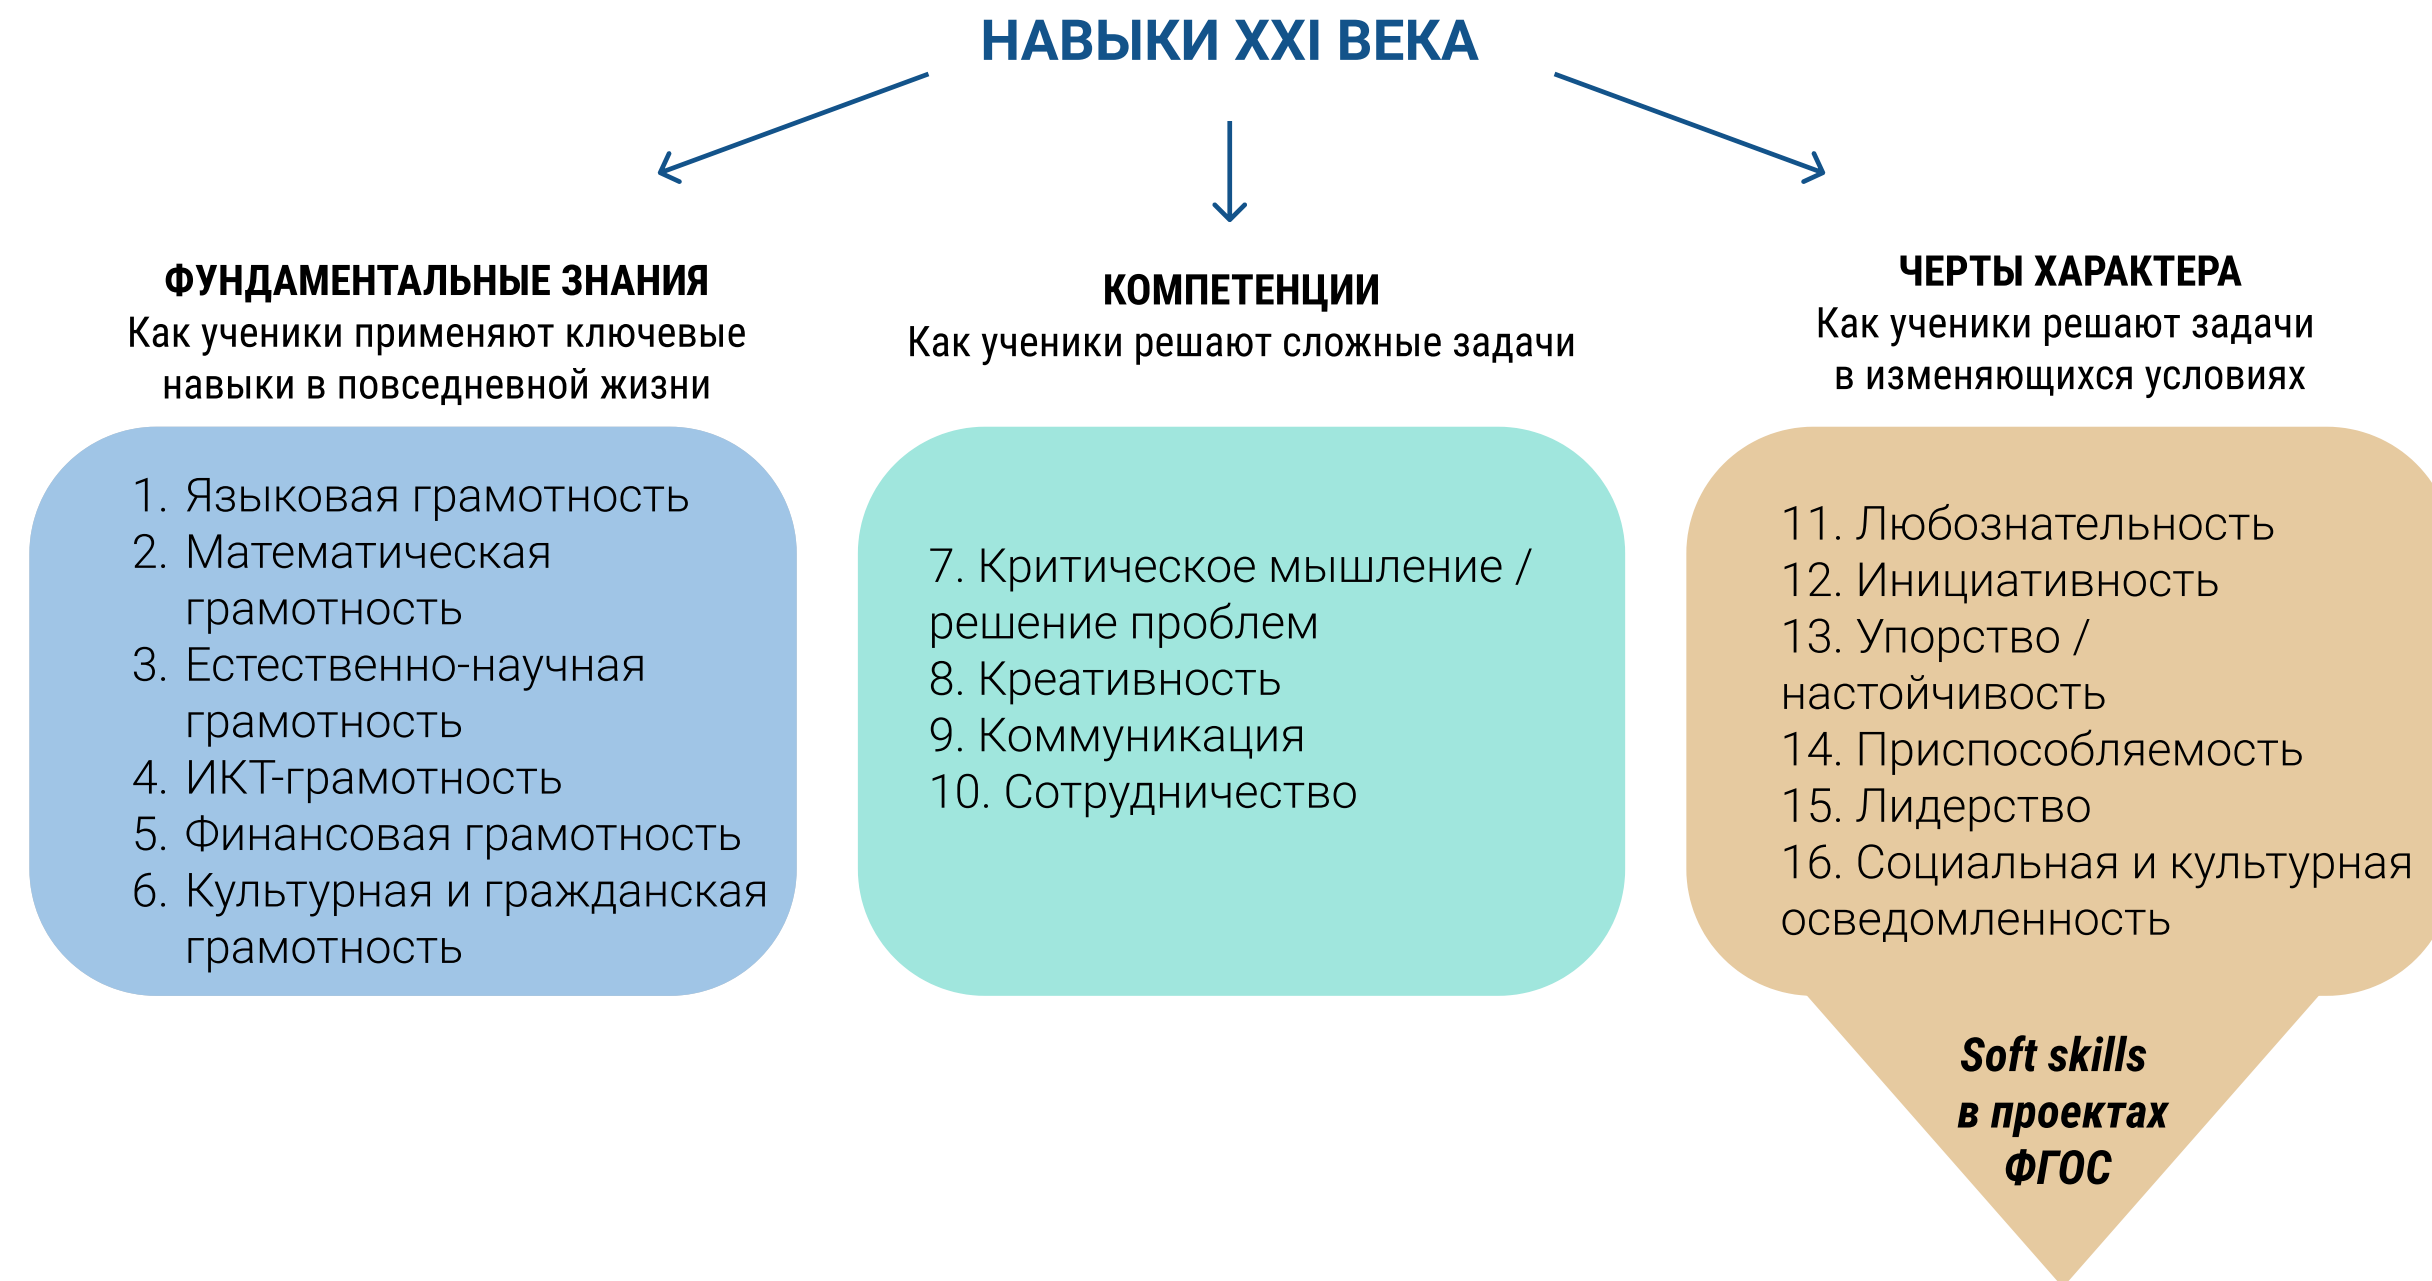 НАВЫКИ XXI ВЕКА
ФУНДАМЕНТАЛЬНЫЕ ЗНАНИЯ
Как ученики применяют ключевые
навыки в повседневной жизни
1. Языковая грамотность
2. Математическая
грамотность
3. Естественно-научная
грамотность
4. ИКТ-грамотность
5. Финансовая грамотность
6. Культурная и гражданская
грамотность
КОМПЕТЕНЦИИ
Как ученики решают сложные задачи
7. Критическое мышление /
решение проблем
8. Креативность
9. Коммуникация
10. Сотрудничество
ЧЕРТЫ ХАРАКТЕРА
Как ученики решают задачи
в изменяющихся условиях
11. Любознательность
12. Инициативность
13. Упорство /
настойчивость
14. Приспособляемость
15. Лидерство
16. Социальная и культурная
осведомленность
Soft skills
в проектах
ФГОС